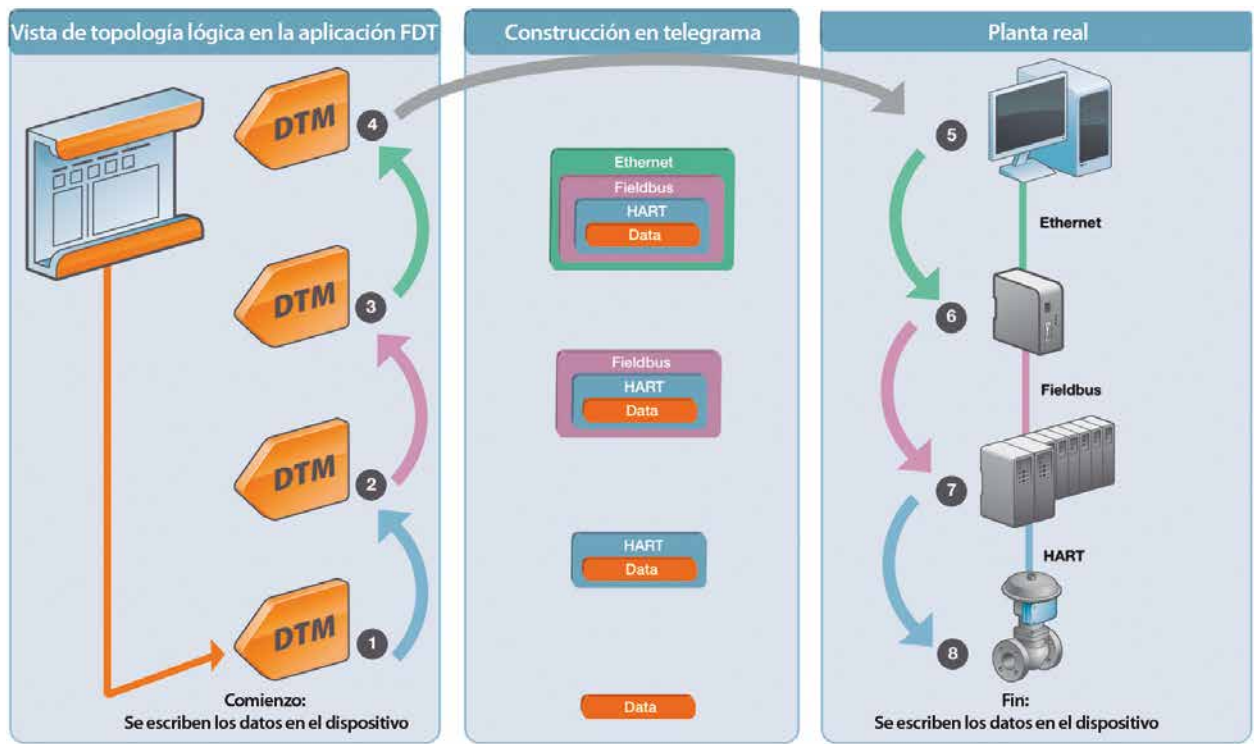 Vista de topología lógica en la aplicación FDT
DTM
4
DTM
3
DTM
2
DTM
1
Comienzo:
Se escriben los datos en el dispositivo
Construcción en telegrama
Ethernet
Fieldbus
HART
Data
Fieldbus
HART
Data
HART
Data
Data
Planta real
5
Ethernet
6
Fieldbus
7
HART
8
Fin:
Se escriben los datos en el dispositivo